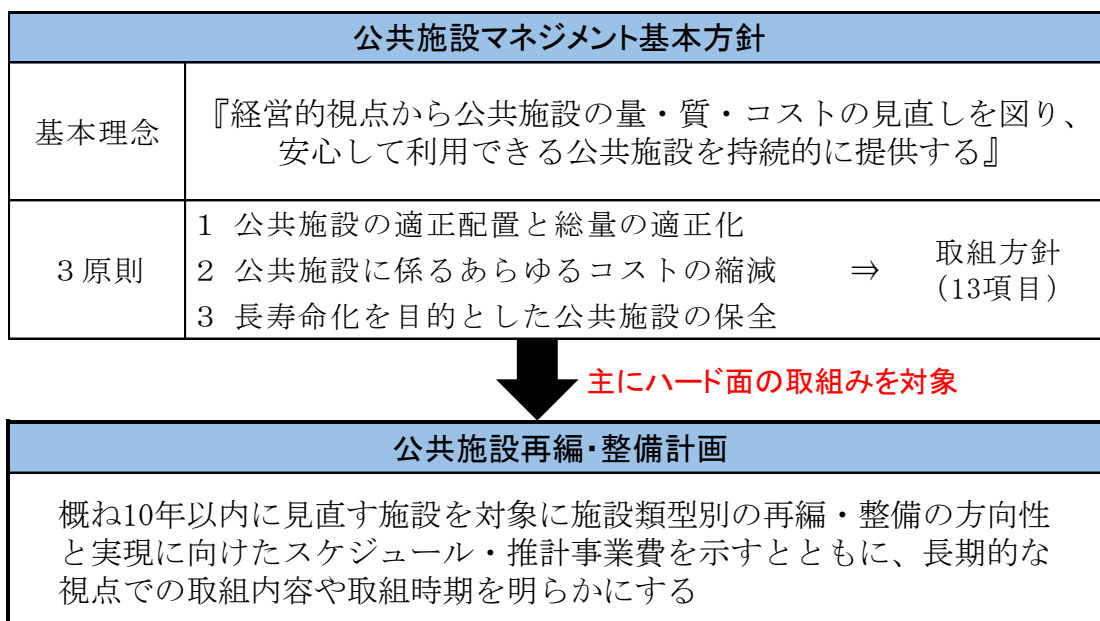 公共施設マネジメント基本方針
基本理念
『経営的視点から公共施設の量・質・コストの見直しを図り、
安心して利用できる公共施設を持続的に提供する』
3原則
1 公共施設の適正配置と総量の適正化
2 公共施設に係るあらゆるコストの縮減
3 長寿命化を目的とした公共施設の保全
⇒
取組方針
(13項目)
主にハード面の取組みを対象
公共施設再編・整備計画
概ね10年以内に見直す施設を対象に施設類型別の再編・整備の方向性
と実現に向けたスケジュール・推計事業費を示すとともに、長期的な
視点での取組内容や取組時期を明らかにする